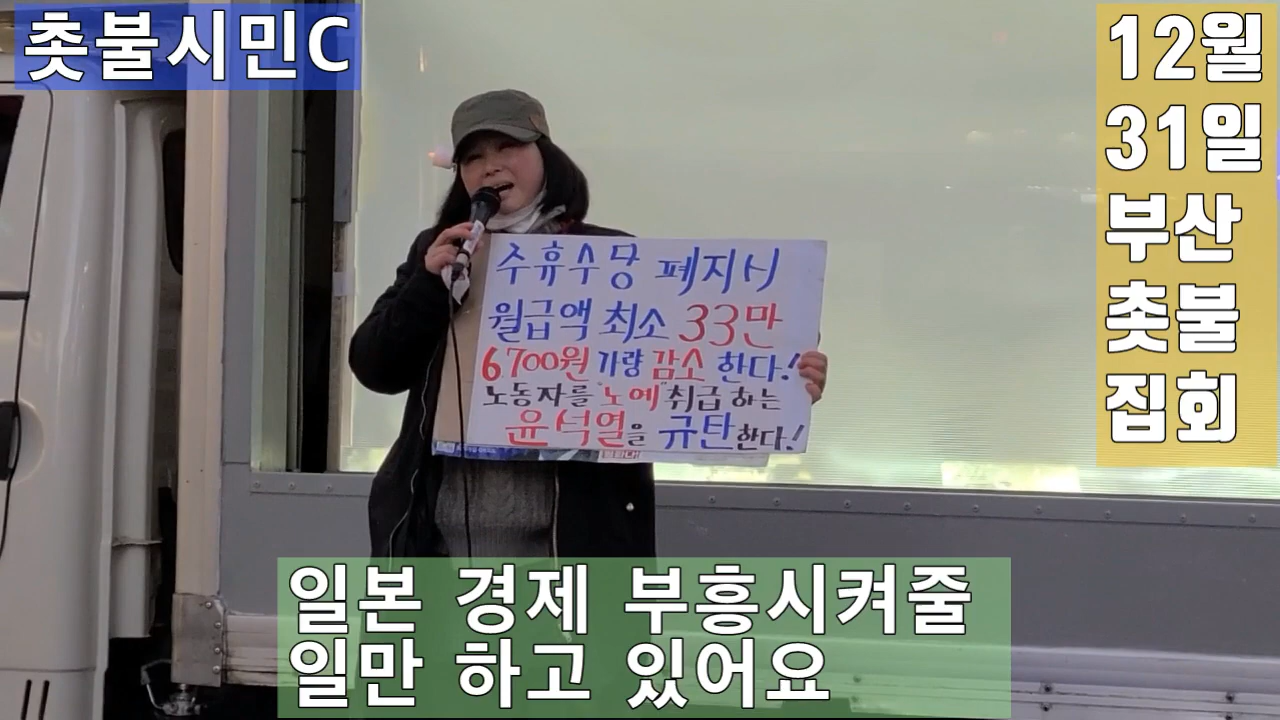 촛불시민C
12월
31일
부산
촛불
집회
주휴수당 폐지시
월급액 최소 33만
6700원 가량 감소 한다!
노동자를 "노예"취급 하는
윤석열을 규탄한다!
일본 경제 부흥시켜줄
일만 하고 있어요